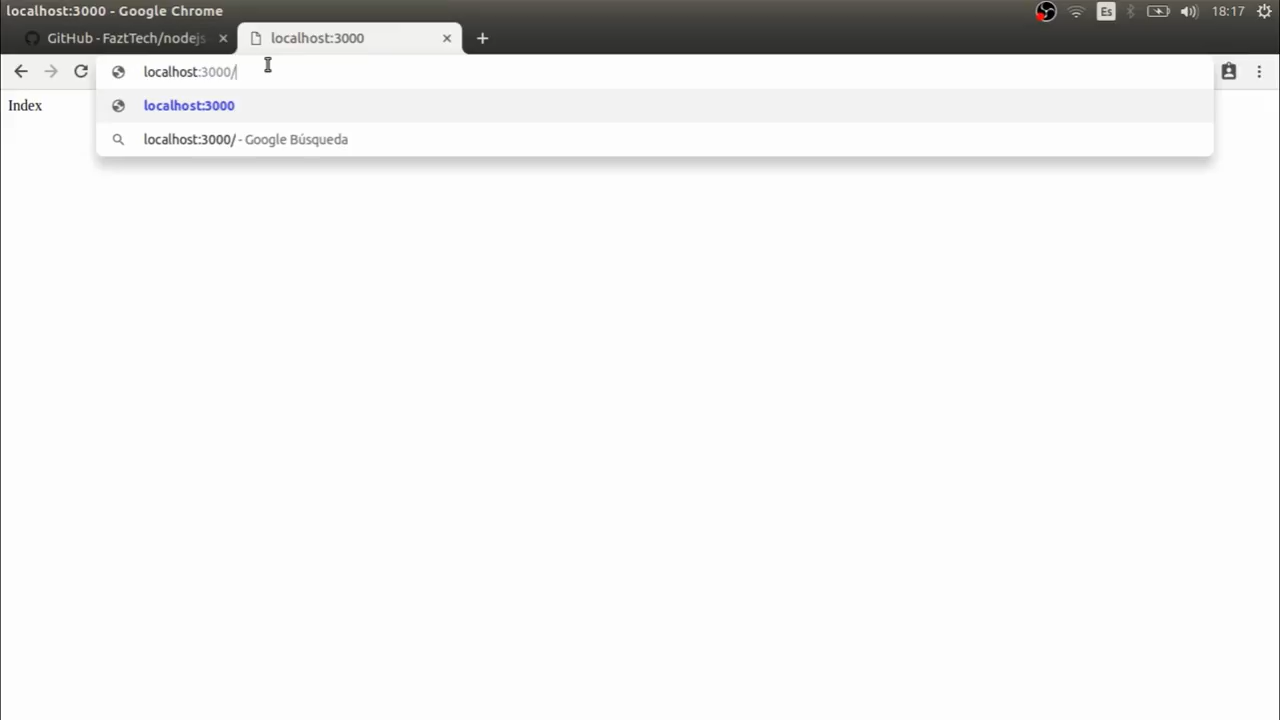 localhost:3000 - Google Chrome
Es
18:17
GitHub - FaztTech/nodejs
localhost:3000
localhost:3000/
Index
localhost:3000
localhost:3000/ - Google Búsqueda